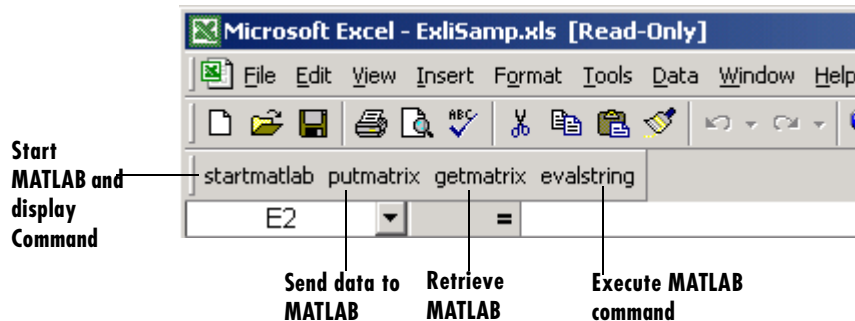 Microsoft Excel - ExliSamp.xls [Read-Only]
File Edit View Insert Format Tools Data Window Help
ABC
startmatlab putmatrix getmatrix evalstring
E2 =
Start
MATLAB and
display
Command
Send data to
MATLAB
Retrieve
MATLAB
Execute MATLAB
command